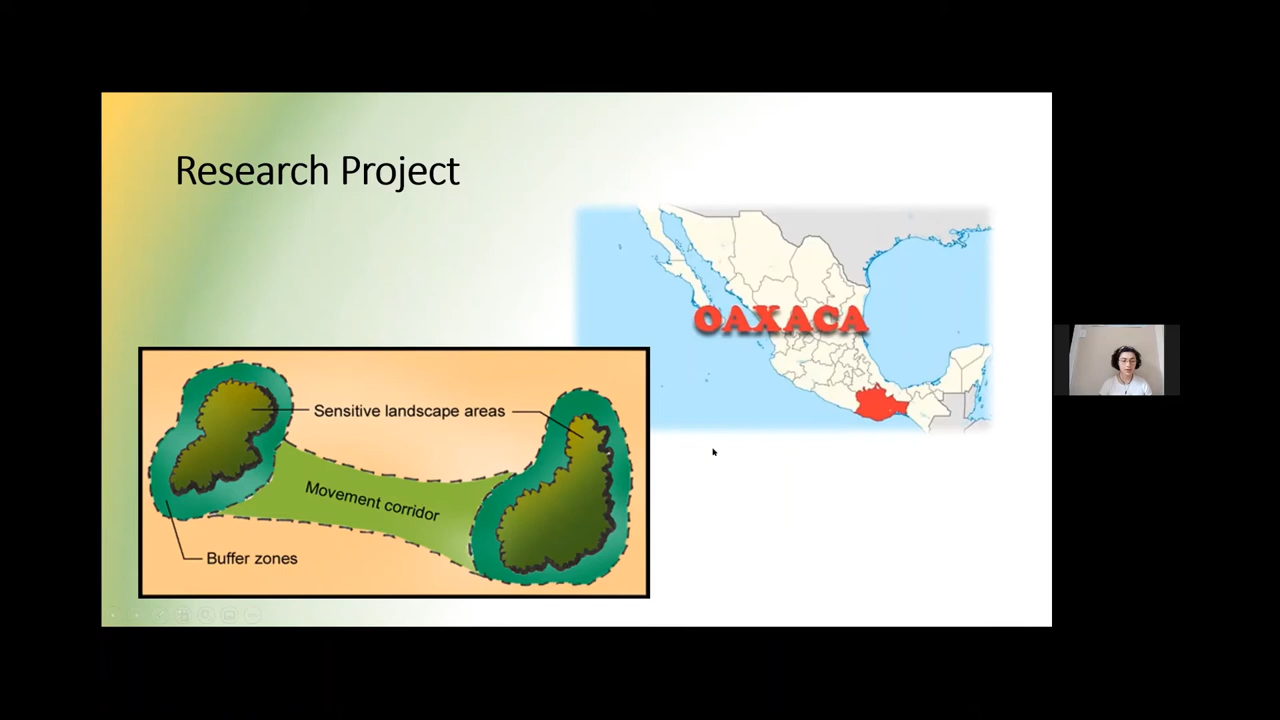 Research Project
OAXACA
Sensitive landscape areas
Movement corridor
Buffer zones